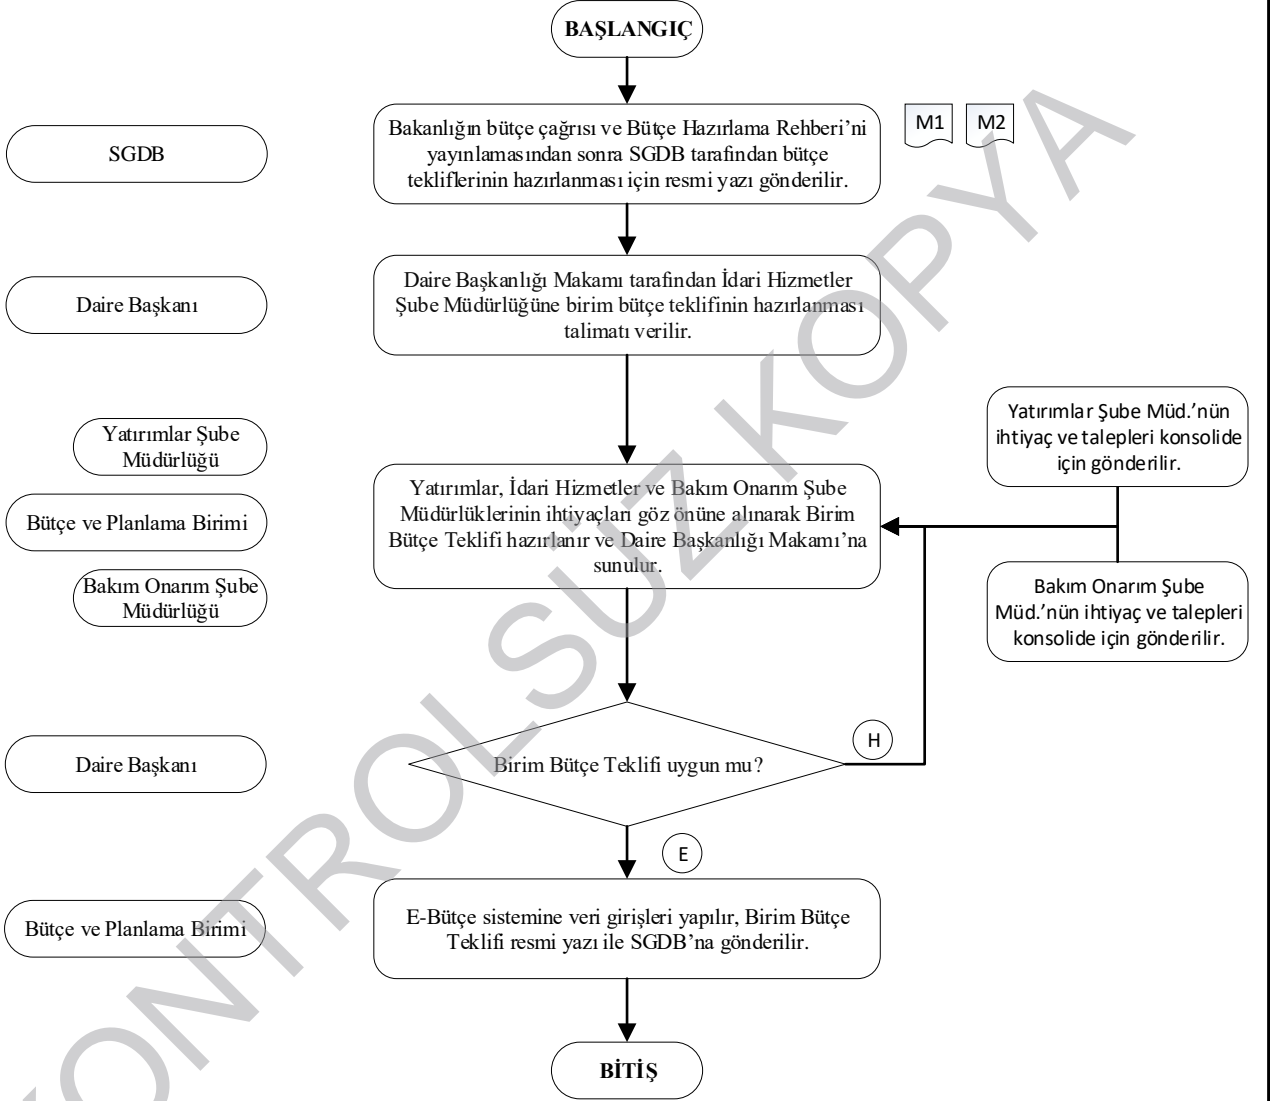 BAŞLANGIÇ
SGDB
Bakanlığın bütçe çağrısı ve Bütçe Hazırlama Rehberi’ni
yayınlamasından sonra SGDB tarafından bütçe
tekliflerinin hazırlanması için resmi yazı gönderilir.
M1
M2
Daire Başkanı
Daire Başkanlığı Makamı tarafından İdari Hizmetler
Şube Müdürlüğüne birim bütçe teklifinin hazırlanması
talimatı verilir.
Yatırımlar Şube
Müdürlüğü
Bütçe ve Planlama Birimi
Bakım Onarım Şube
Müdürlüğü
Yatırımlar, İdari Hizmetler ve Bakım Onarım Şube
Müdürlüklerinin ihtiyaçları göz önüne alınarak Birim
Bütçe Teklifi hazırlanır ve Daire Başkanlığı Makamı’na
sunulur.
Yatırımlar Şube Müd.’nün
ihtiyaç ve talepleri konsolide
için gönderilir.
Bakım Onarım Şube
Müd.’nün ihtiyaç ve talepleri
konsolide için gönderilir.
Daire Başkanı
Birim Bütçe Teklifi uygun mu?
H
E
Bütçe ve Planlama Birimi
E-Bütçe sistemine veri girişleri yapılır, Birim Bütçe
Teklifi resmi yazı ile SGDB’na gönderilir.
BİTİŞ
KONTROLSÜZ KOPYA